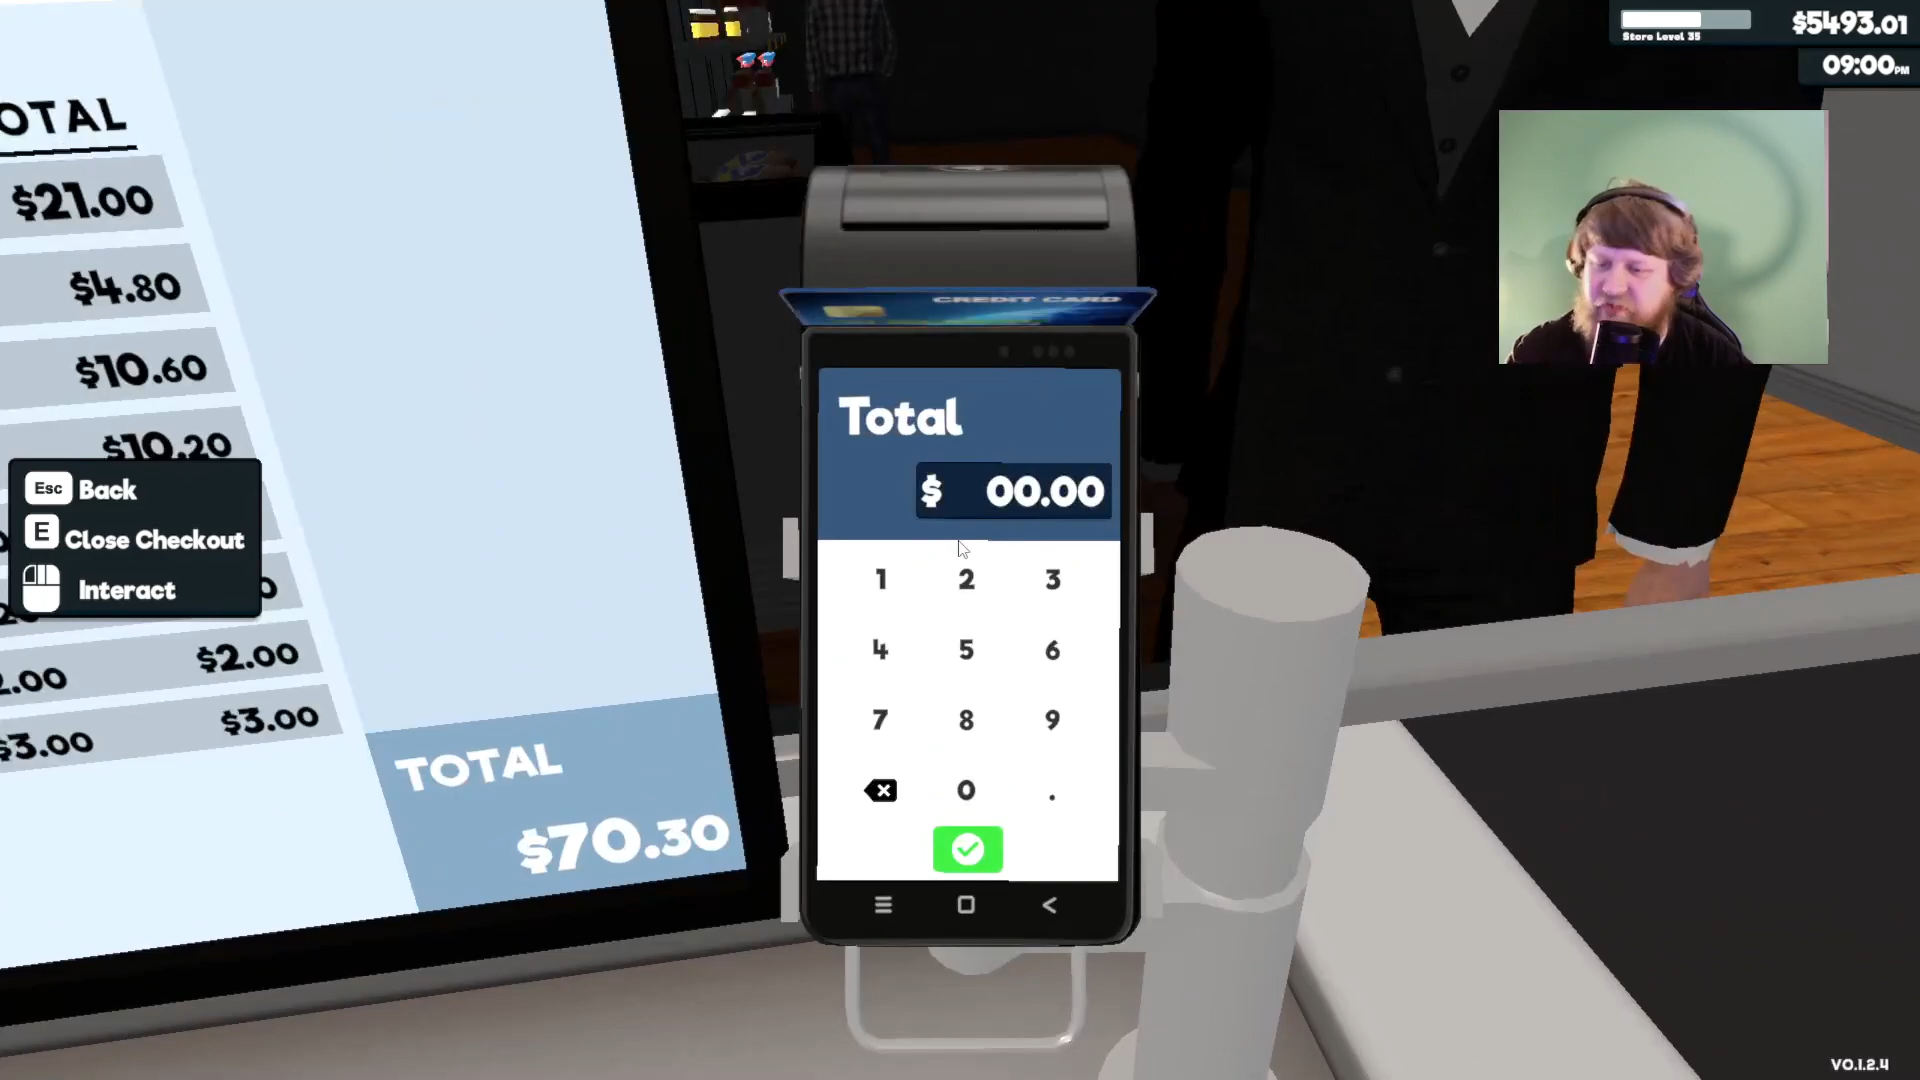 $5493.01
Store Level 35
09:00PM
OTAL
$21.00
$4.80
$10.60
$10.20
Esc Back
E Close Checkout
Interact
2.00 $2.00
$3.00 $3.00
TOTAL
$70.30
CREDIT CARD
Total
$ 00.00
1 2 3
4 5 6
7 8 9
0 .
V0.1.2.4